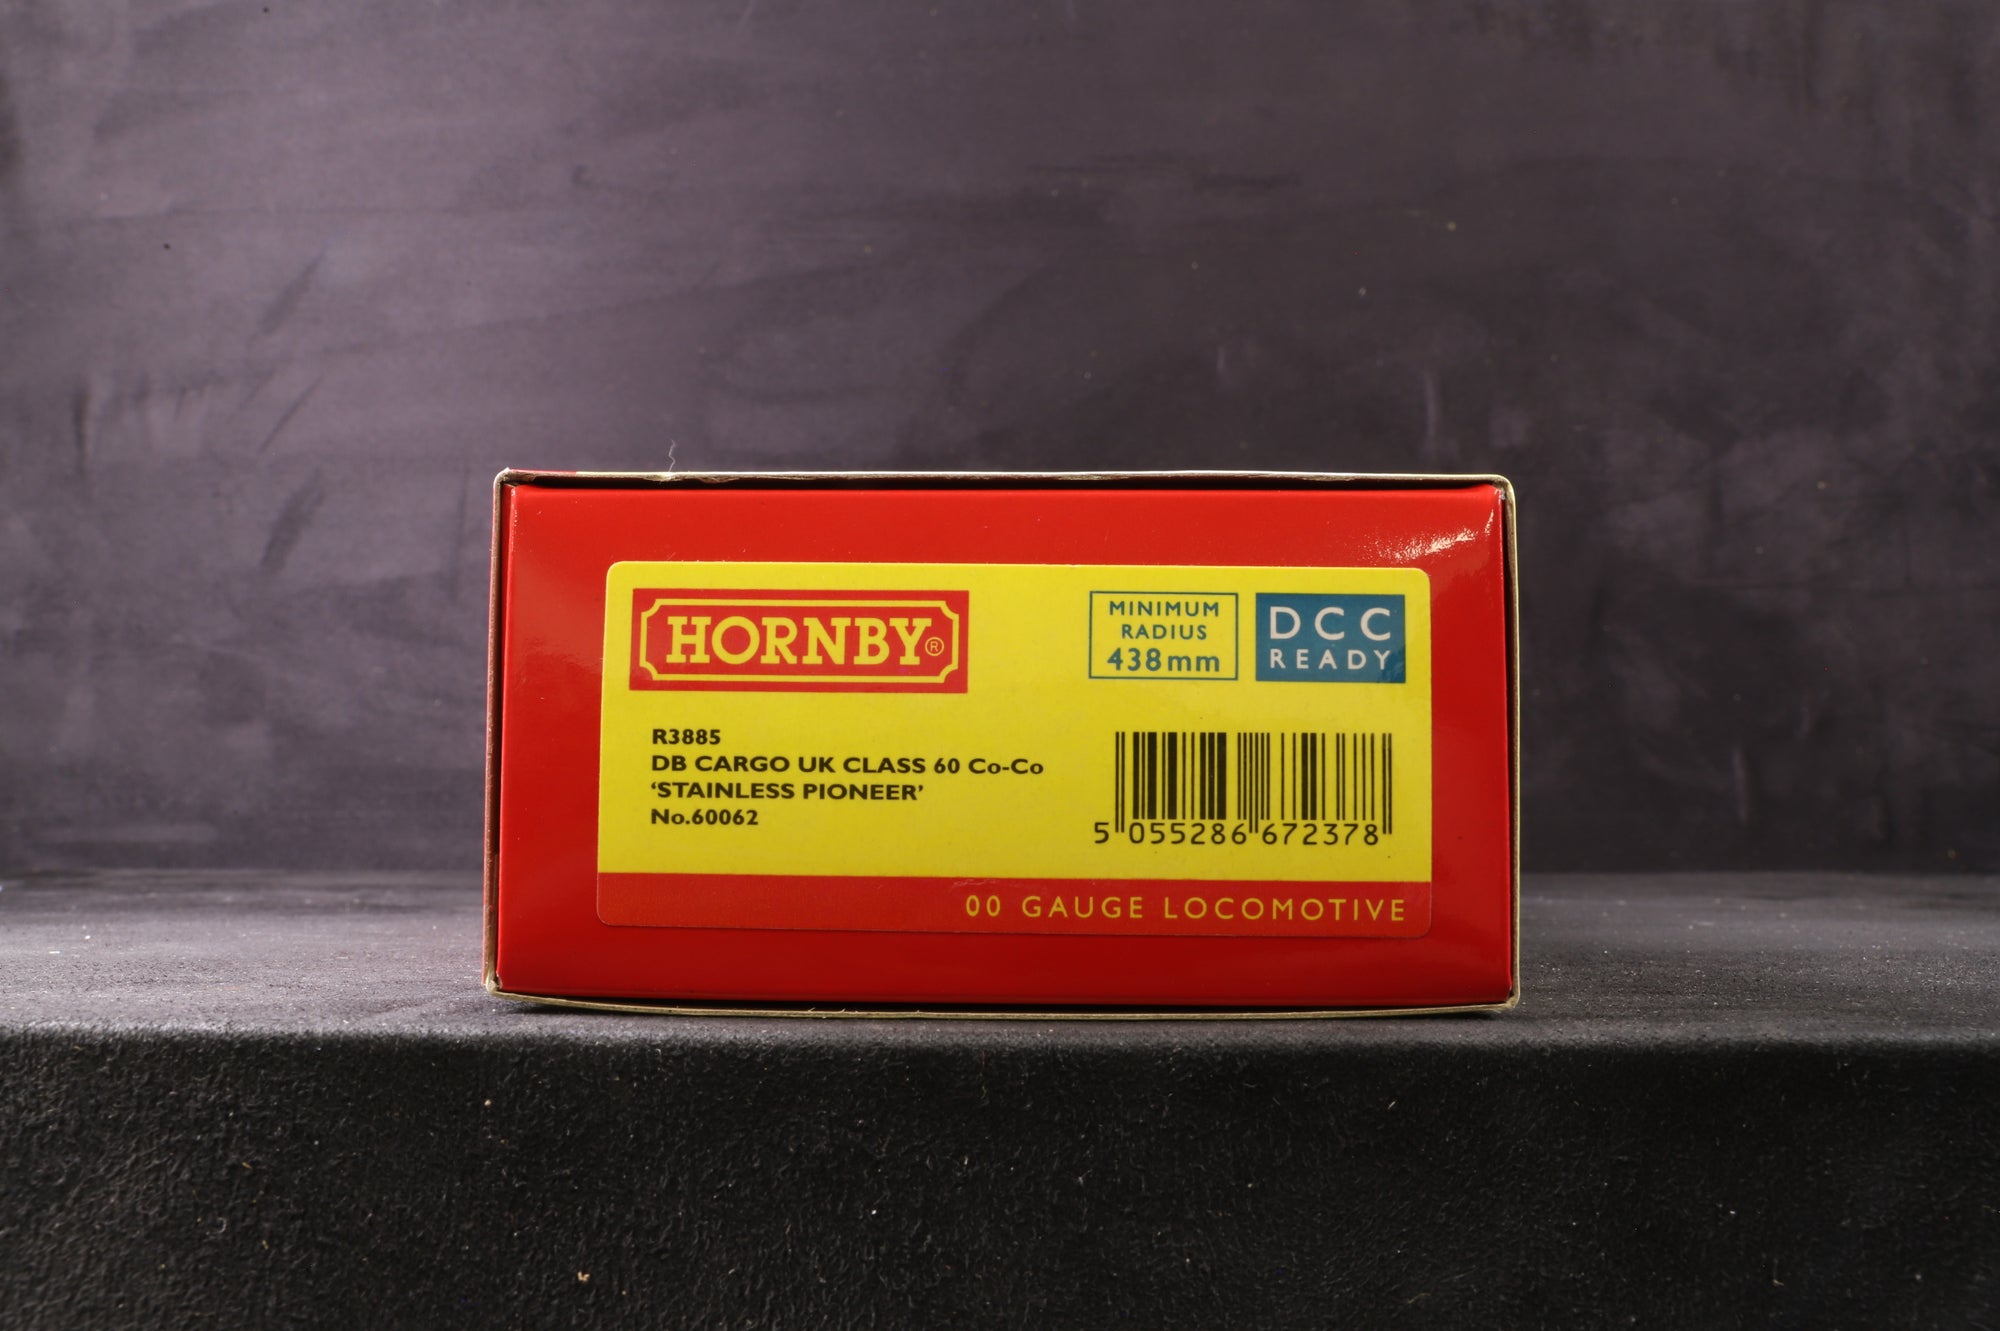 HORNBY®
MINIMUM
RADIUS
438mm
DCC
READY
R3885
DB CARGO UK CLASS 60 Co-Co
‘STAINLESS PIONEER’
No.60062
5 055286 672378
00 GAUGE LOCOMOTIVE